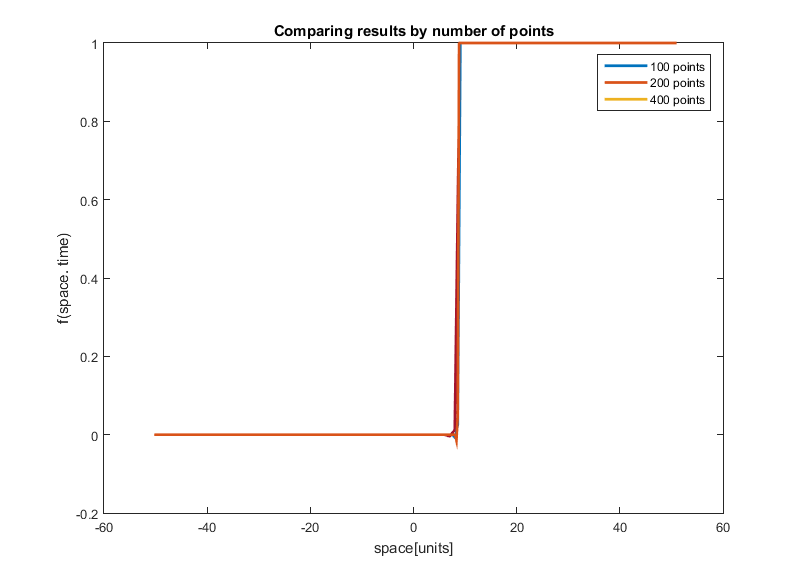 Comparing results by number of points
1
0.8
0.6
0.4
0.2
0
-0.2
f(space. time)
100 points
200 points
400 points
-60
-40
-20
0
20
40
60
space[units]